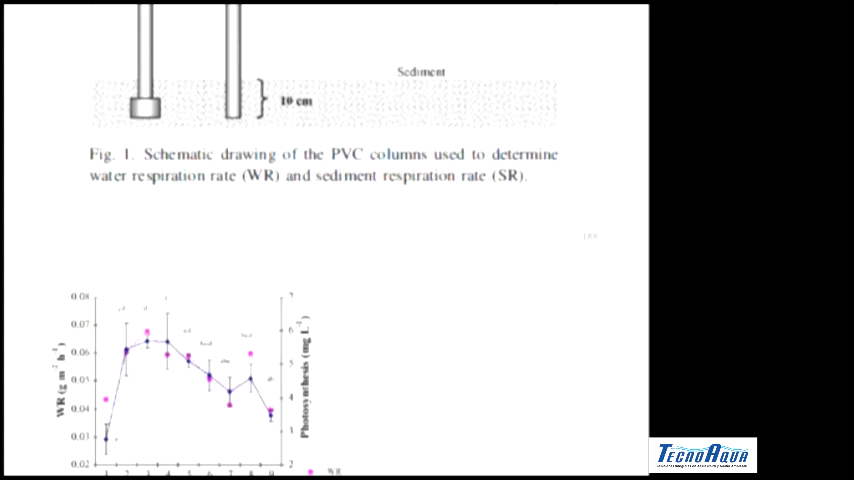 Sediment
10 cm
Fig. 1. Schematic drawing of the PVC columns used to determine
water respiration rate (WR) and sediment respiration rate (SR).
0.08
0.07
0.06
0.05
0.04
0.03
0.02
WR (g m⁻² h⁻¹)
7
6
5
4
3
2
Photosynthesis (mg L⁻¹)
1 2 3 4 5 6 7 8 9
WR
TECNOAQUA